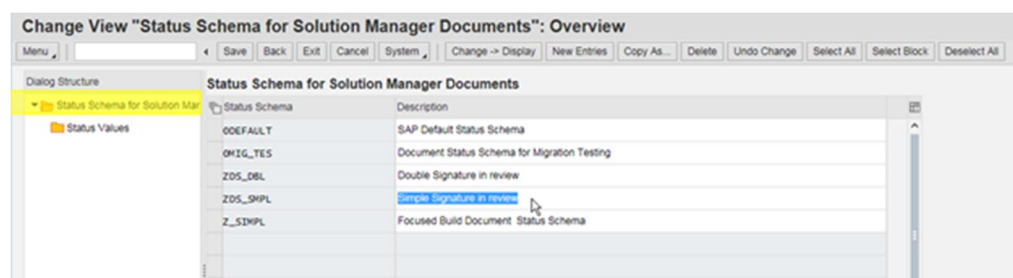 Change View "Status Schema for Solution Manager Documents": Overview
Menu Save Back Exit Cancel System Change -> Display New Entries Copy As... Delete Undo Change Select All Select Block Deselect All
Dialog Structure
Status Schema for Solution Mar
Status Values
Status Schema for Solution Manager Documents
Status Schema Description
0DEFAULT SAP Default Status Schema
0MIG_TES Document Status Schema for Migration Testing
ZDS_DBL Double Signature in review
ZDS_SMPL Simple Signature in review
Z_SIMPL Focused Build Document Status Schema